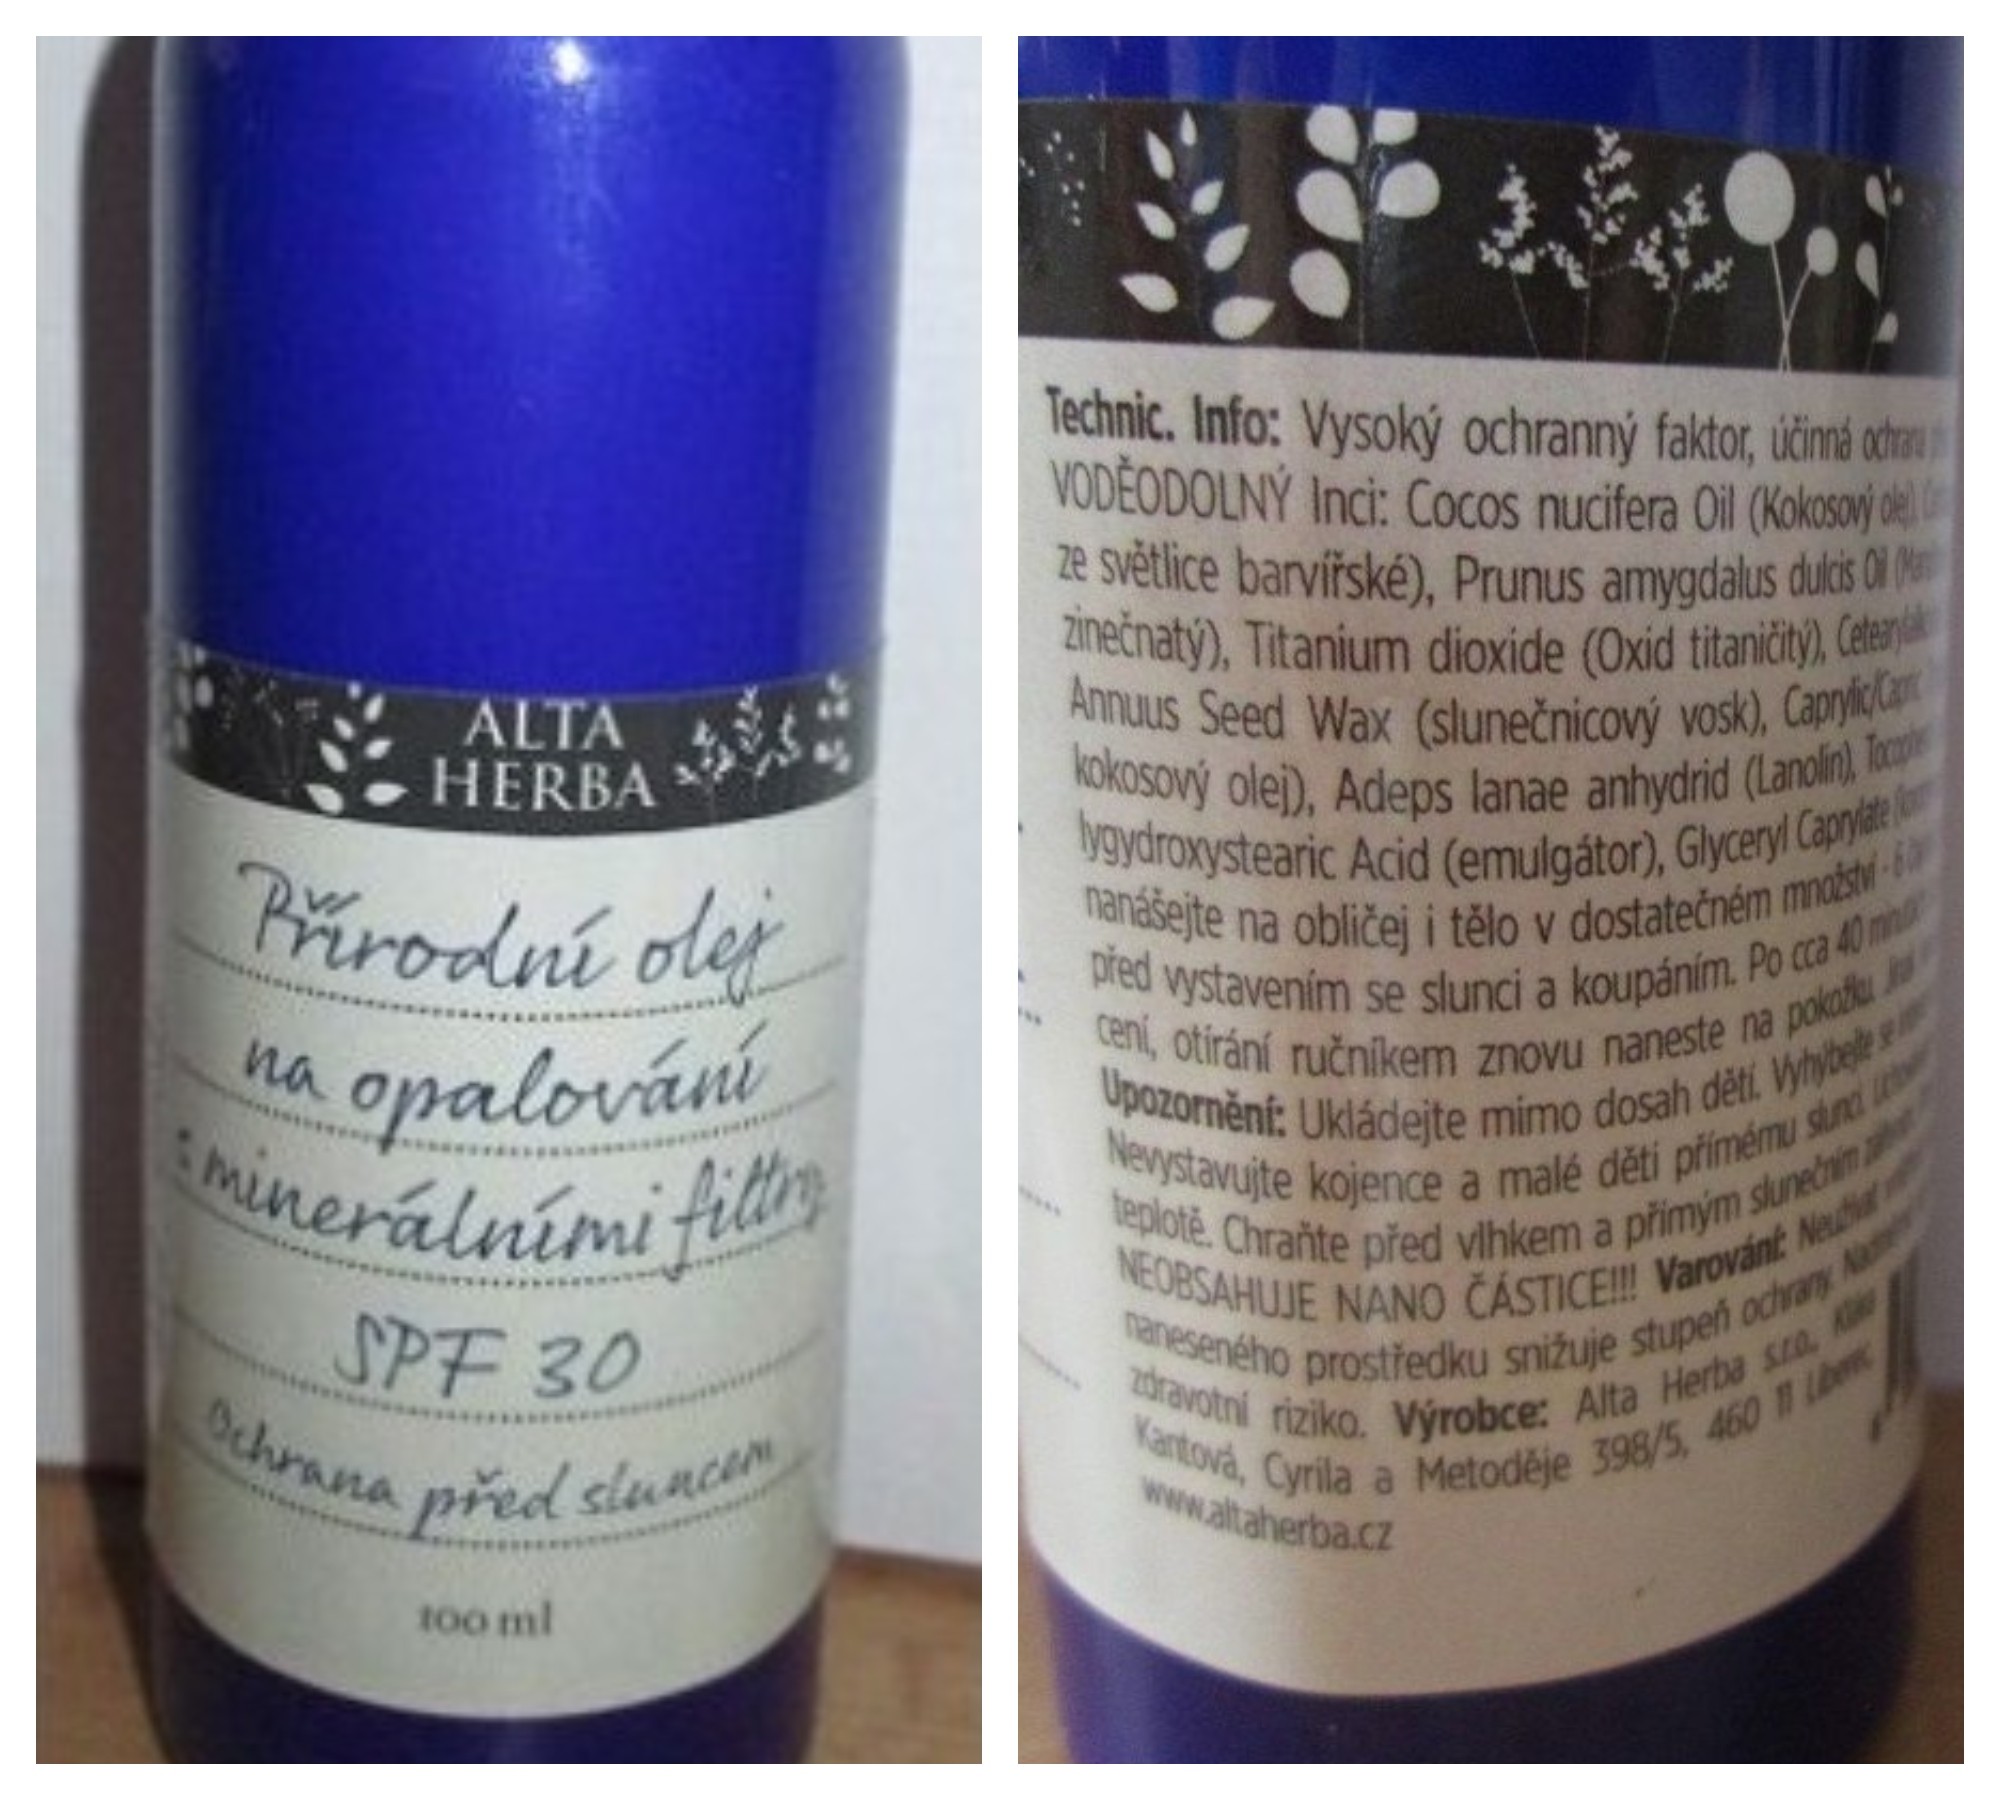 ALTA
HERBA
Přírodní olej
na opalování
s minerálními filtry
SPF 30
Ochrana před sluncem
100 ml
Technic. Info: Vysoký ochranný faktor, účinná ochrana
VODĚODOLNÝ Inci: Cocos nucifera Oil (Kokosový olej),
ze světlice barvířské), Prunus amygdalus dulcis Oil
zinečnatý), Titanium dioxide (Oxid titaničitý),
Annuus Seed Wax (slunečnicový vosk), Caprylic/Capric
kokosový olej), Adeps lanae anhydrid (Lanolin),
lygydroxystearic Acid (emulgátor), Glyceryl Caprylate
nanášejte na obličej i tělo v dostatečném množství - 6
před vystavením se slunci a koupáním. Po cca 40
cení, otírání ručníkem znovu naneste na pokožku.
Upozornění: Ukládejte mimo dosah dětí. Vyhýbejte se
Nevystavujte kojence a malé děti přímému slunci.
teplotě. Chraňte před vlhkem a přímým slunečním
NEOBSAHUJE NANO ČÁSTICE!!! Varování:
naneseného prostředku snižuje stupeň ochrany.
zdravotní riziko. Výrobce: Alta Herba s.r.o., Klára
Kantová, Cyrila a Metoděje 398/5, 460 11 Liberec,
www.altaherba.cz